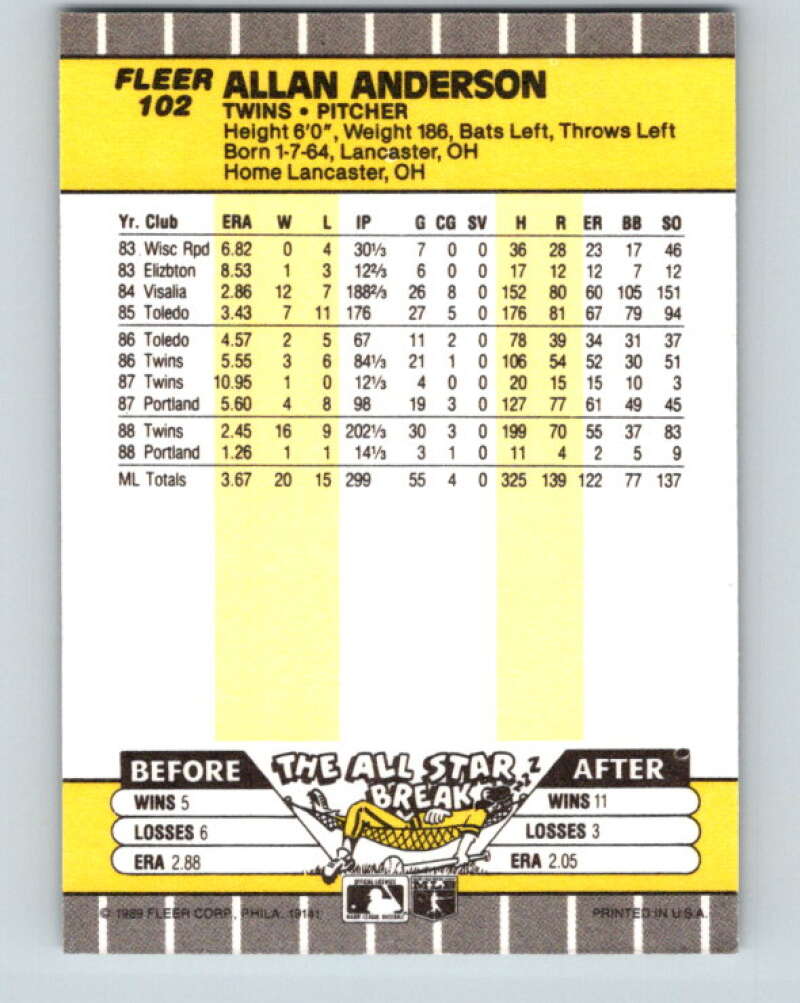 FLEER ALLAN ANDERSON
102 TWINS • PITCHER
Height 6'0", Weight 186, Bats Left, Throws Left
Born 1-7-64, Lancaster, OH
Home Lancaster, OH
Yr. Club ERA W L IP G CG SV H R ER BB SO
83 Wisc Rpd 6.82 0 4 30⅓ 7 0 0 36 28 23 17 46
83 Elizbton 8.53 1 3 12⅔ 6 0 0 17 12 12 7 12
84 Visalia 2.86 12 7 188⅔ 26 8 0 152 80 60 105 151
85 Toledo 3.43 7 11 176 27 5 0 176 81 67 79 94
86 Toledo 4.57 2 5 67 11 2 0 78 39 34 31 37
86 Twins 5.55 3 6 84⅓ 21 1 0 106 54 52 30 51
87 Twins 10.95 1 0 12⅓ 4 0 0 20 15 15 10 3
87 Portland 5.60 4 8 98 19 3 0 127 77 61 49 45
88 Twins 2.45 16 9 202⅓ 30 3 0 199 70 55 37 83
88 Portland 1.26 1 1 14⅓ 3 1 0 11 4 2 5 9
ML Totals 3.67 20 15 299 55 4 0 325 139 122 77 137
BEFORE THE ALL STAR BREAK ZZZ AFTER
WINS 5 WINS 11
LOSSES 6 LOSSES 3
ERA 2.88 ERA 2.05
OFFICIAL LICENSEE
MAJOR LEAGUE BASEBALL
© 1989 FLEER CORP., PHILA. 19141 PRINTED IN U.S.A.